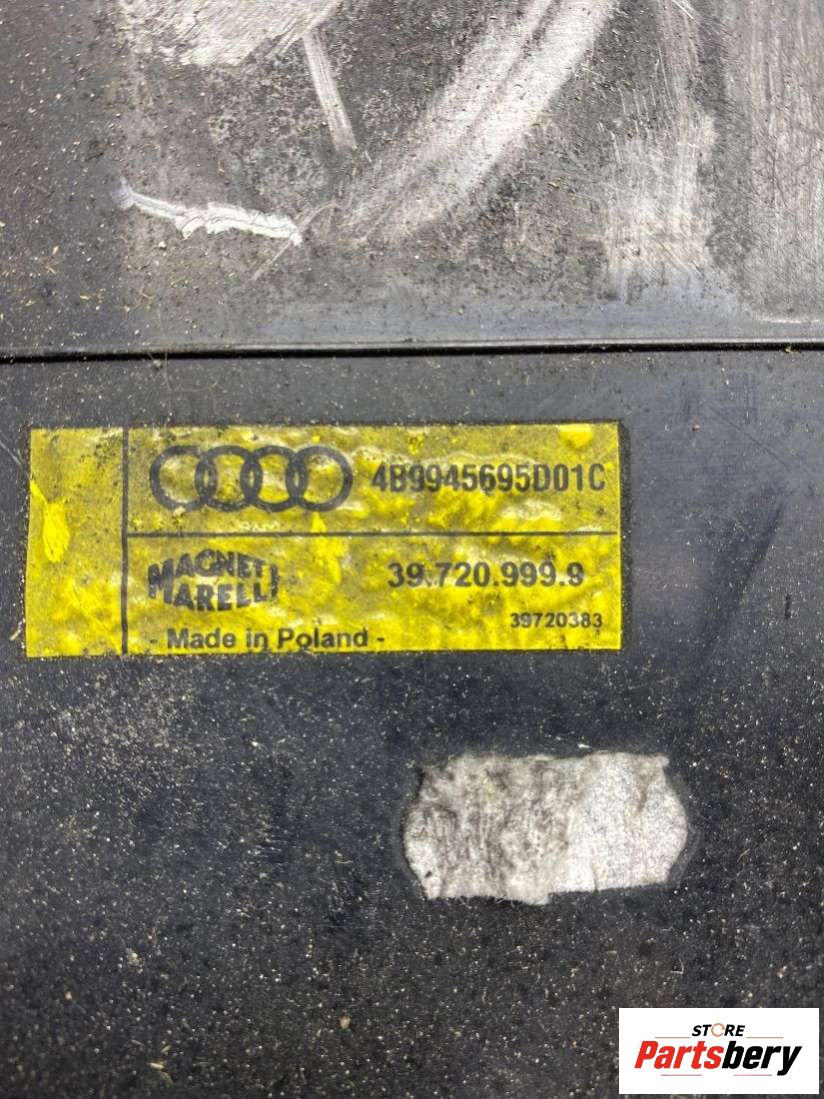 4B9945695D01C
MAGNETI
MARELLI
39.720.999.9
39720383
- Made in Poland -
STORE
Partsbery